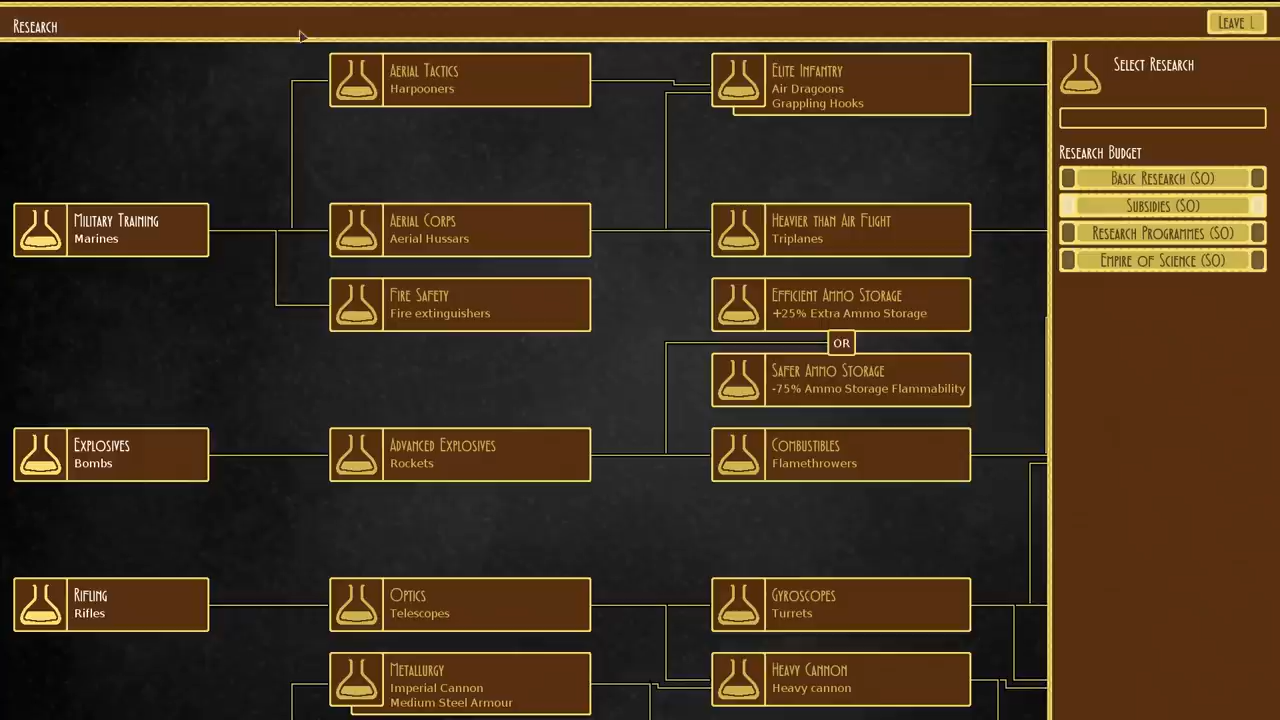 Research
Leave L
Aerial Tactics
Harpooners
Elite Infantry
Air Dragoons
Grappling Hooks
Select Research
Research Budget
Basic Research ($0)
Subsidies ($0)
Research Programmes ($0)
Empire of Science ($0)
Military Training
Marines
Aerial Corps
Aerial Hussars
Heavier than Air Flight
Triplanes
Fire Safety
Fire extinguishers
Efficient Ammo Storage
+25% Extra Ammo Storage
OR
Safer Ammo Storage
-75% Ammo Storage Flammability
Explosives
Bombs
Advanced Explosives
Rockets
Combustibles
Flamethrowers
Rifling
Rifles
Optics
Telescopes
Gyroscopes
Turrets
Metallurgy
Imperial Cannon
Medium Steel Armour
Heavy Cannon
Heavy cannon